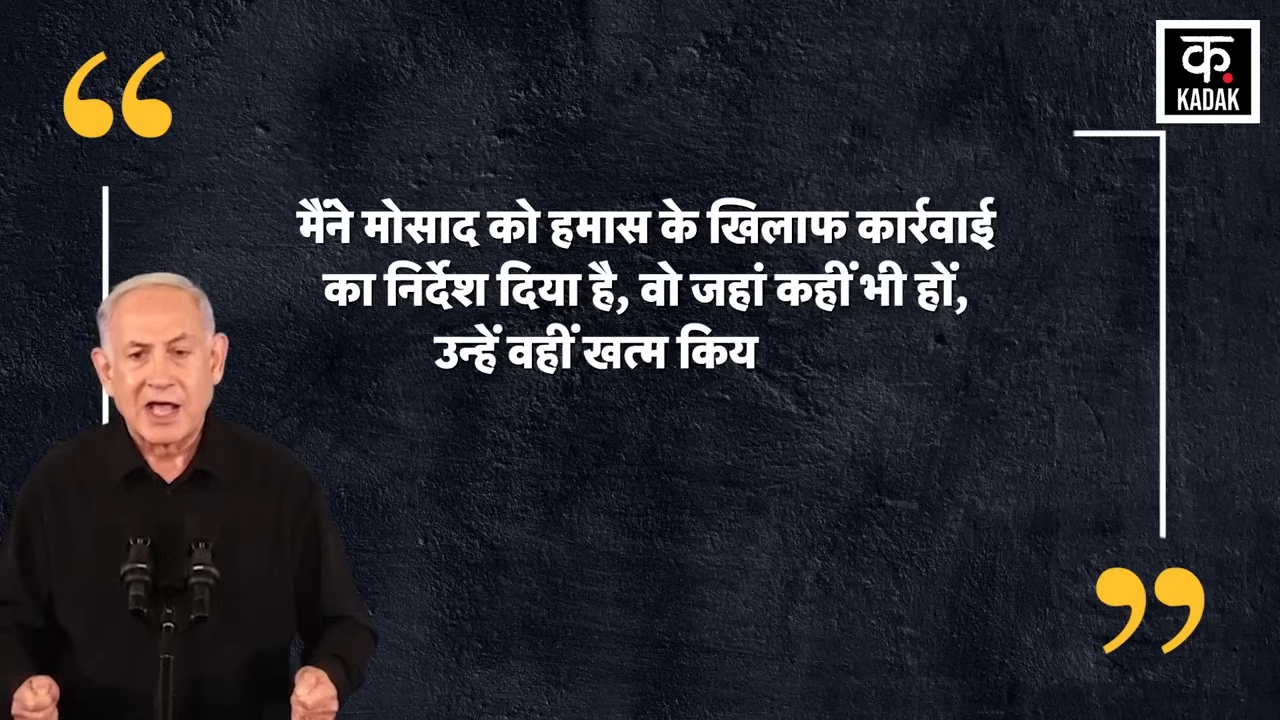 क.
KADAK
मैंने मोसाद को हमास के खिलाफ कार्रवाई
का निर्देश दिया है, वो जहां कहीं भी हों,
उन्हें वहीं खत्म किय